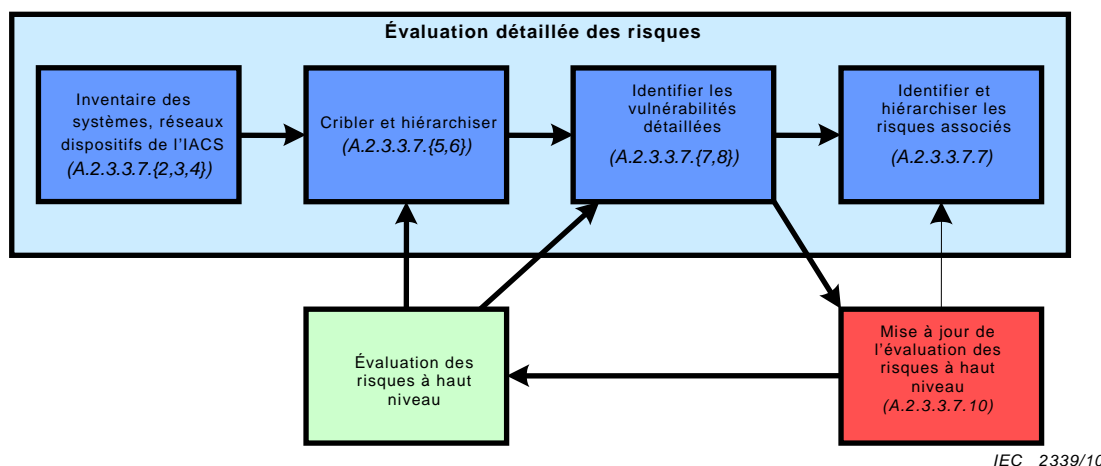 Évaluation détaillée des risques
Inventaire des
systèmes, réseaux
dispositifs de l'IACS
(A.2.3.3.7.{2,3,4})
Cribler et hiérarchiser
(A.2.3.3.7.{5,6})
Identifier les
vulnérabilités
détaillées
(A.2.3.3.7.{7,8})
Identifier et
hiérarchiser les
risques associés
(A.2.3.3.7.7)
Évaluation des
risques à haut
niveau
Mise à jour de
l'évaluation des
risques à haut
niveau
(A.2.3.3.7.10)
IEC 2339/10